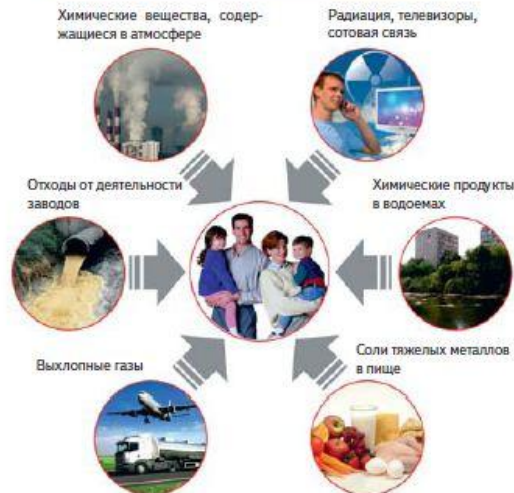 Химические вещества, содер-
жащиеся в атмосфере
Радиация, телевизоры,
сотовая связь
Отходы от деятельности
заводов
Химические продукты
в водоемах
Выхлопные газы
Соли тяжелых металлов
в пище